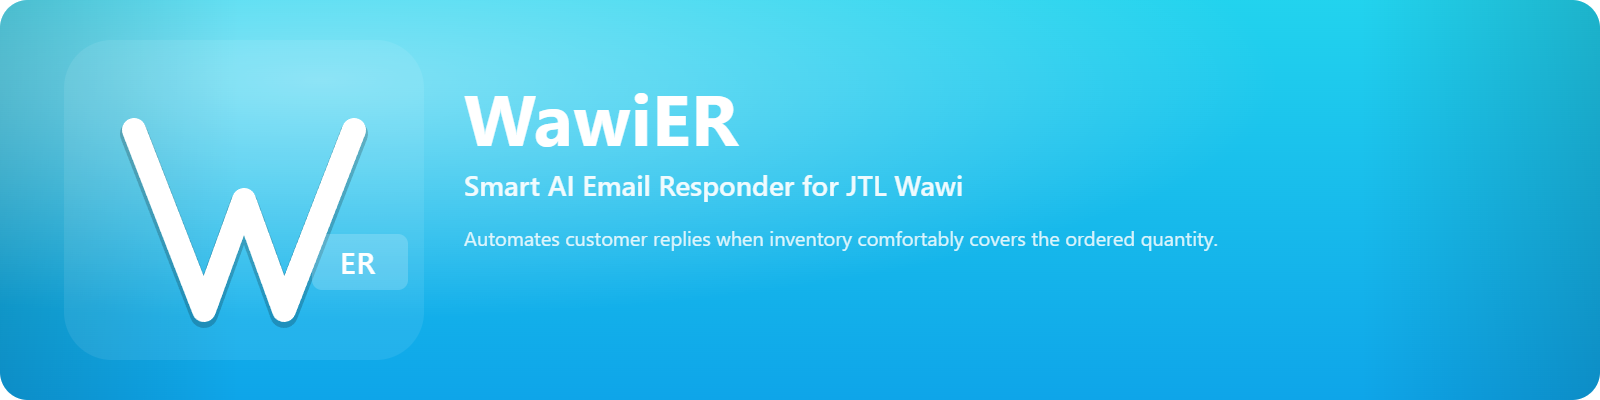 W
ER
WawiER
Smart AI Email Responder for JTL Wawi
Automates customer replies when inventory comfortably covers the ordered quantity.